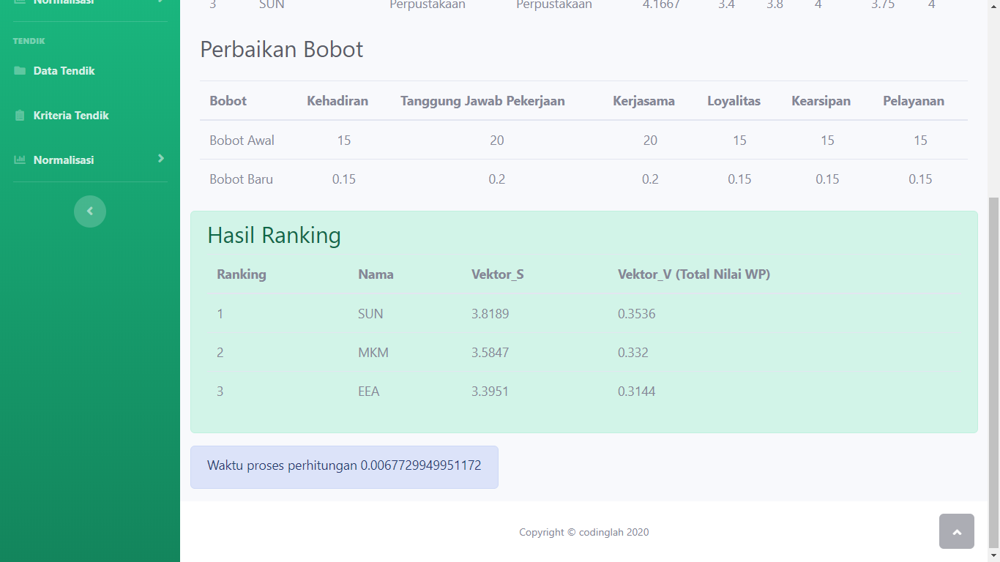 Normalisasi
TENDIK
Data Tendik
Kriteria Tendik
Normalisasi
3 SUN Perpustakaan Perpustakaan 4.1667 3.4 3.8 4 3.75 4
Perbaikan Bobot
Bobot Kehadiran Tanggung Jawab Pekerjaan Kerjasama Loyalitas Kearsipan Pelayanan
Bobot Awal 15 20 20 15 15 15
Bobot Baru 0.15 0.2 0.2 0.15 0.15 0.15
Hasil Ranking
Ranking Nama Vektor_S Vektor_V (Total Nilai WP)
1 SUN 3.8189 0.3536
2 MKM 3.5847 0.332
3 EEA 3.3951 0.3144
Waktu proses perhitungan 0.0067729949951172
Copyright © codinglah 2020